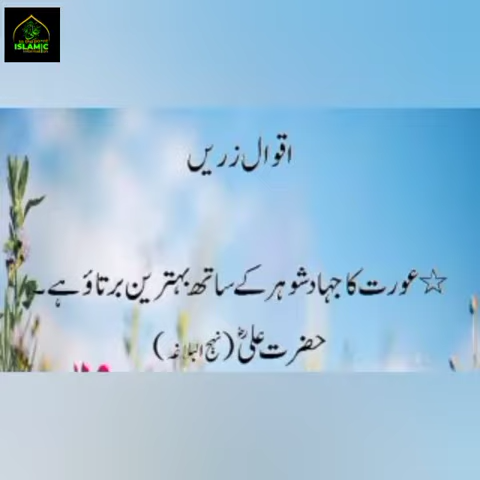 ISLAMIC
اقوال زریں
☆عورت کا جہاد شوہر کے ساتھ بہترین برتاؤ ہے۔
حضرت علیؓ (نہج البلاغہ)